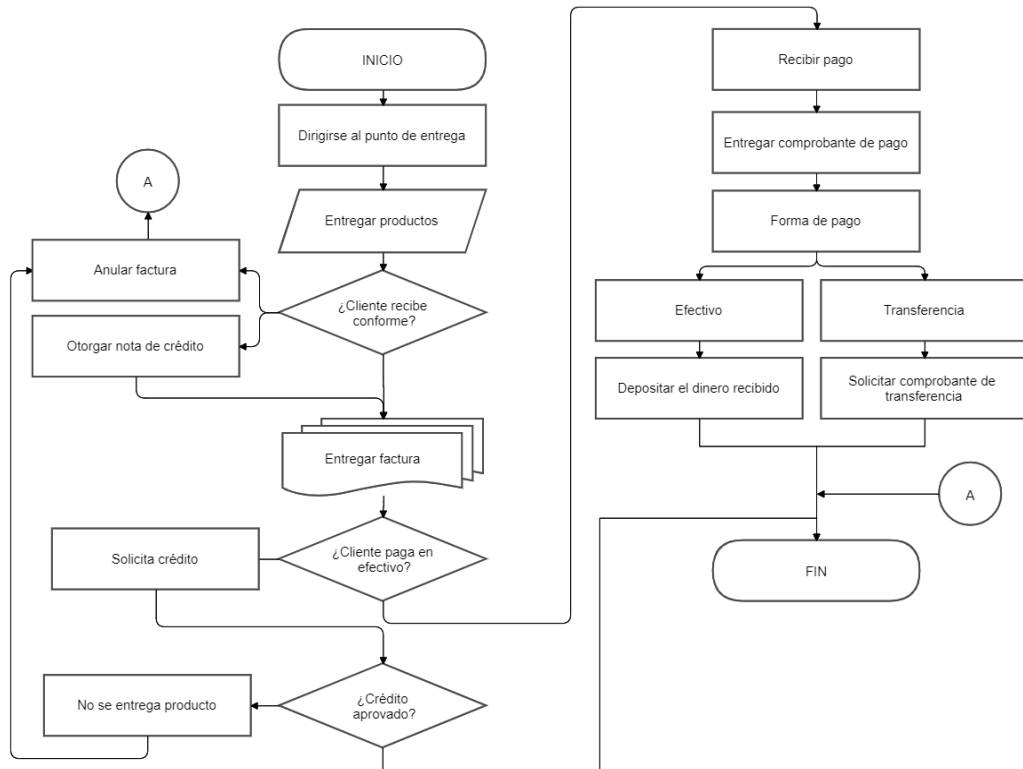 INICIO
Dirigirse al punto de entrega
A
Entregar productos
Anular factura
¿Cliente recibe
conforme?
Otorgar nota de crédito
Entregar factura
Solicita crédito
¿Cliente paga en
efectivo?
No se entrega producto
¿Crédito
aprovado?
Recibir pago
Entregar comprobante de pago
Forma de pago
Efectivo
Transferencia
Depositar el dinero recibido
Solicitar comprobante de
transferencia
A
FIN